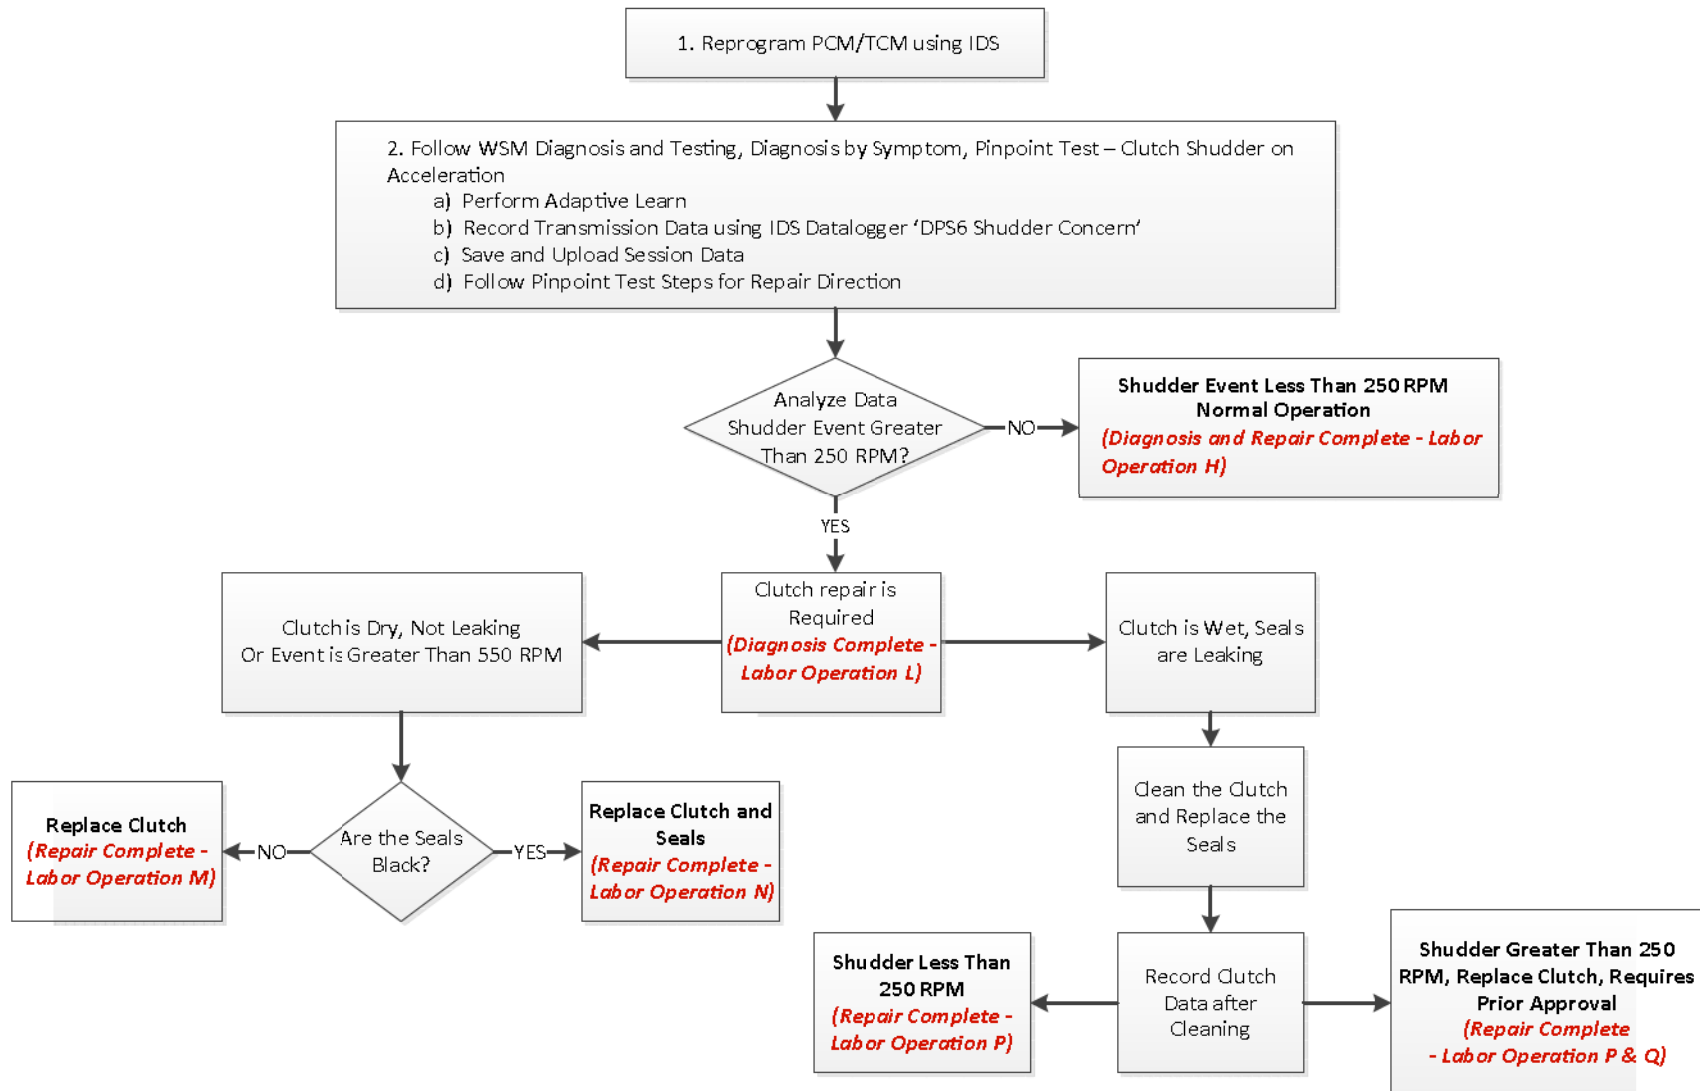 1. Reprogram PCM/TCM using IDS
2. Follow WSM Diagnosis and Testing, Diagnosis by Symptom, Pinpoint Test – Clutch Shudder on
Acceleration
a) Perform Adaptive Learn
b) Record Transmission Data using IDS Datalogger ‘DPS6 Shudder Concern’
c) Save and Upload Session Data
d) Follow Pinpoint Test Steps for Repair Direction
Analyze Data
Shudder Event Greater
Than 250 RPM?
NO
Shudder Event Less Than 250 RPM
Normal Operation
(Diagnosis and Repair Complete - Labor
Operation H)
YES
Clutch is Dry, Not Leaking
Or Event is Greater Than 550 RPM
Clutch repair is
Required
(Diagnosis Complete -
Labor Operation L)
Clutch is Wet, Seals
are Leaking
Replace Clutch
(Repair Complete -
Labor Operation M)
NO
Are the Seals
Black?
YES
Replace Clutch and
Seals
(Repair Complete -
Labor Operation N)
Clean the Clutch
and Replace the
Seals
Shudder Less Than
250 RPM
(Repair Complete -
Labor Operation P)
Record Clutch
Data after
Cleaning
Shudder Greater Than 250
RPM, Replace Clutch, Requires
Prior Approval
(Repair Complete
- Labor Operation P & Q)